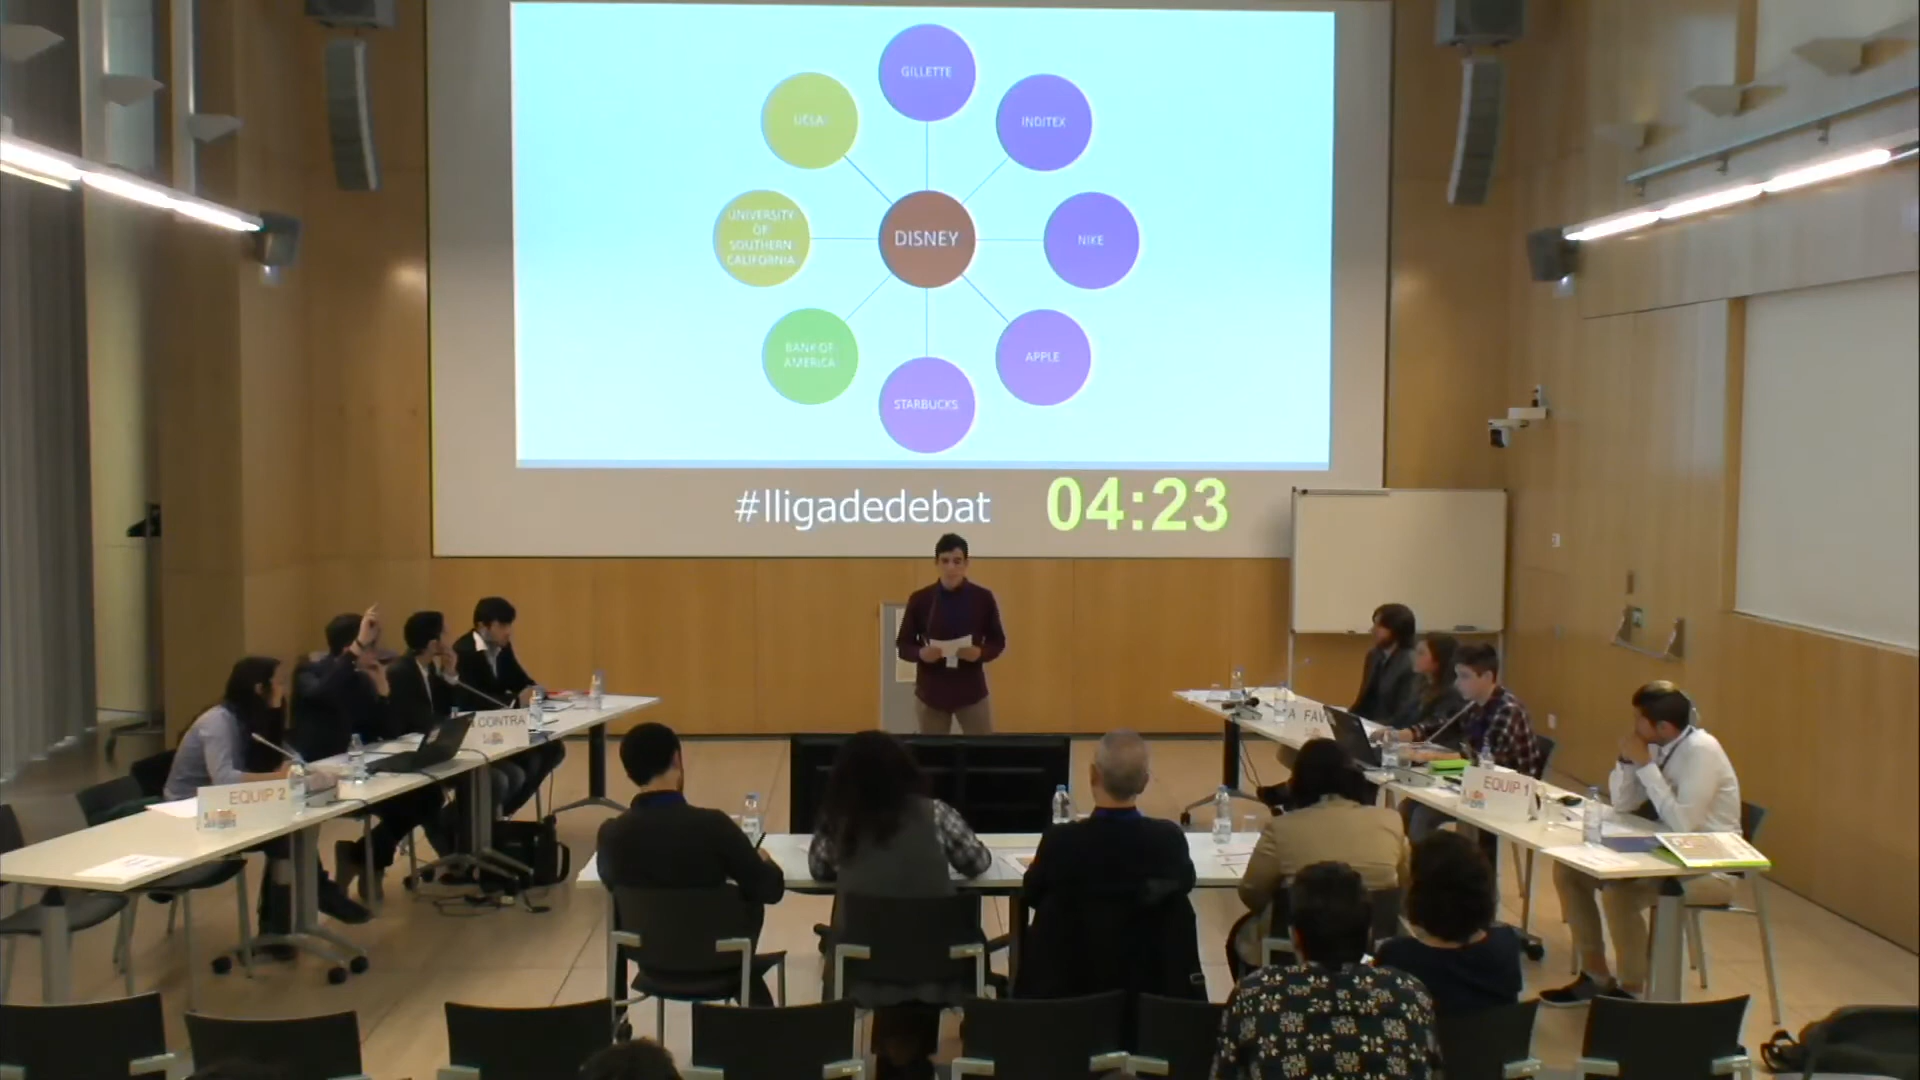 GILLETTE
UCLA
INDITEX
UNIVERSITY
OF
SOUTHERN
CALIFORNIA
DISNEY
NIKE
BANK OF
AMERICA
APPLE
STARBUCKS
#lligadedebat
04:23
CONTRA
A FAV
EQUIP 2
EQUIP 1